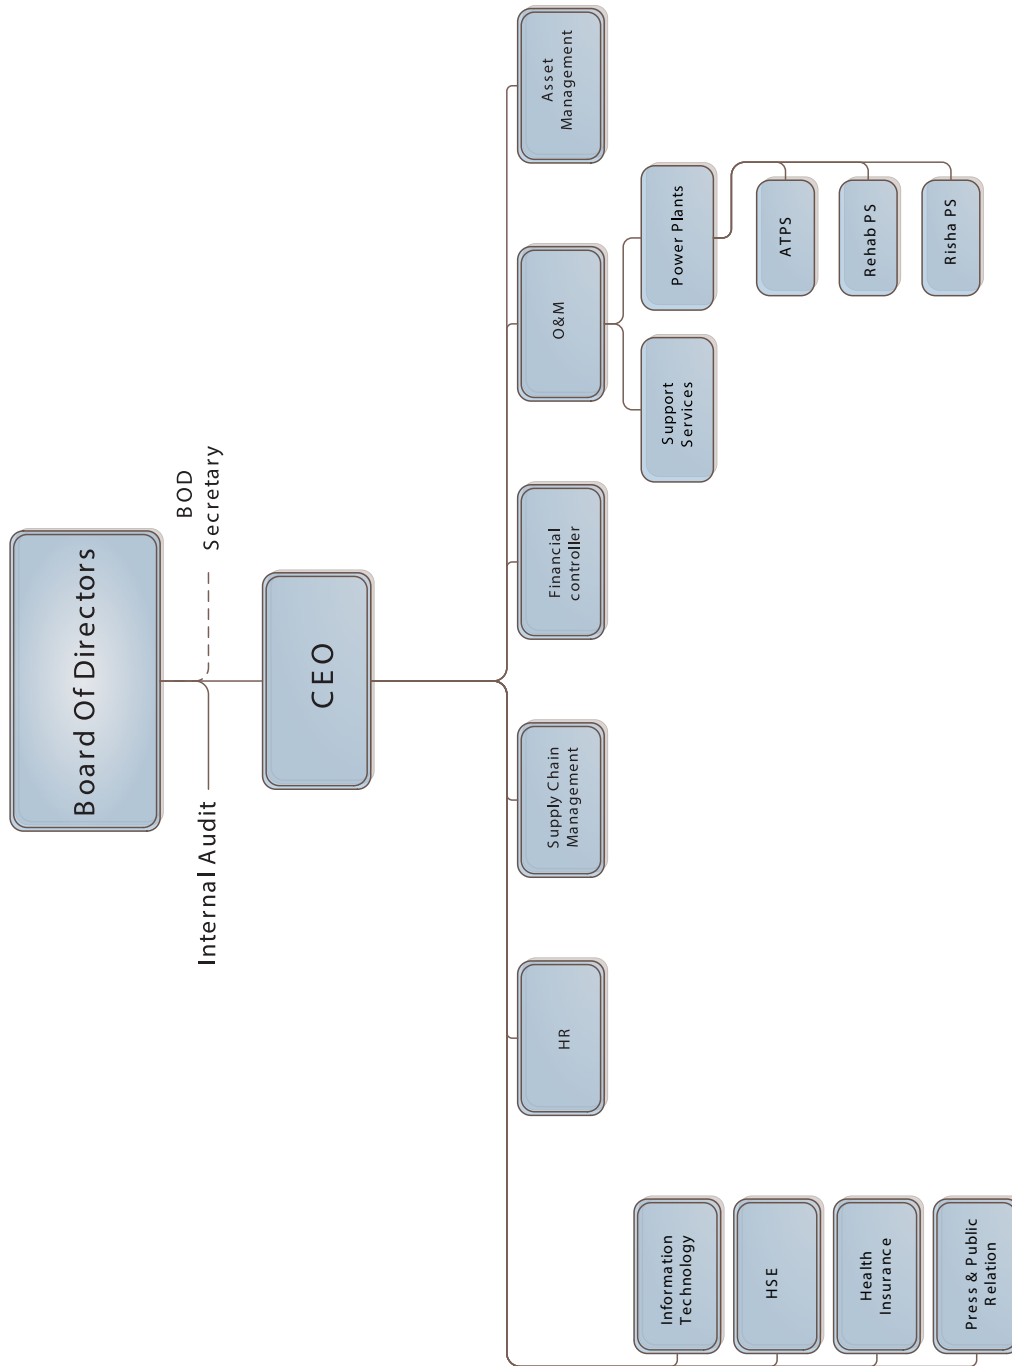 Board Of Directors
Internal Audit
BOD
Secretary
CEO
Information
Technology
HSE
Health
Insurance
Press & Public
Relation
HR
Supply Chain
Management
Financial
controller
O&M
Support
Services
Power Plants
ATPS
Rehab PS
Risha PS
Asset
Management